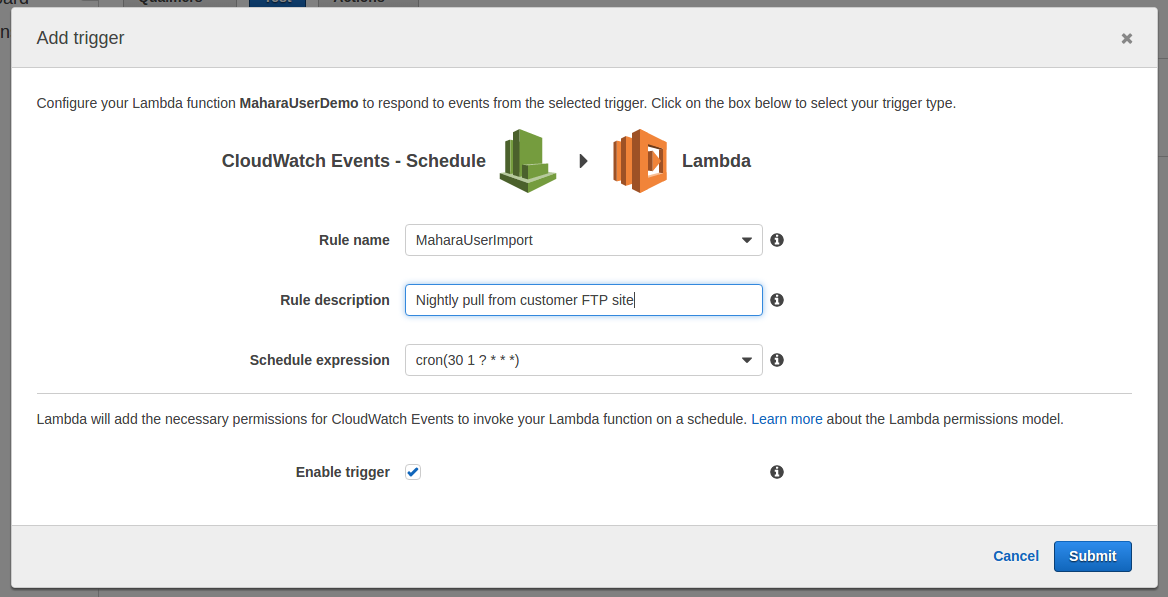 Qualifiers Test Actions
Add trigger
Configure your Lambda function MaharaUserDemo to respond to events from the selected trigger. Click on the box below to select your trigger type.
CloudWatch Events - Schedule Lambda
Rule name MaharaUserImport
Rule description Nightly pull from customer FTP site
Schedule expression cron(30 1 ? * * *)
Lambda will add the necessary permissions for CloudWatch Events to invoke your Lambda function on a schedule. Learn more about the Lambda permissions model.
Enable trigger
Cancel Submit